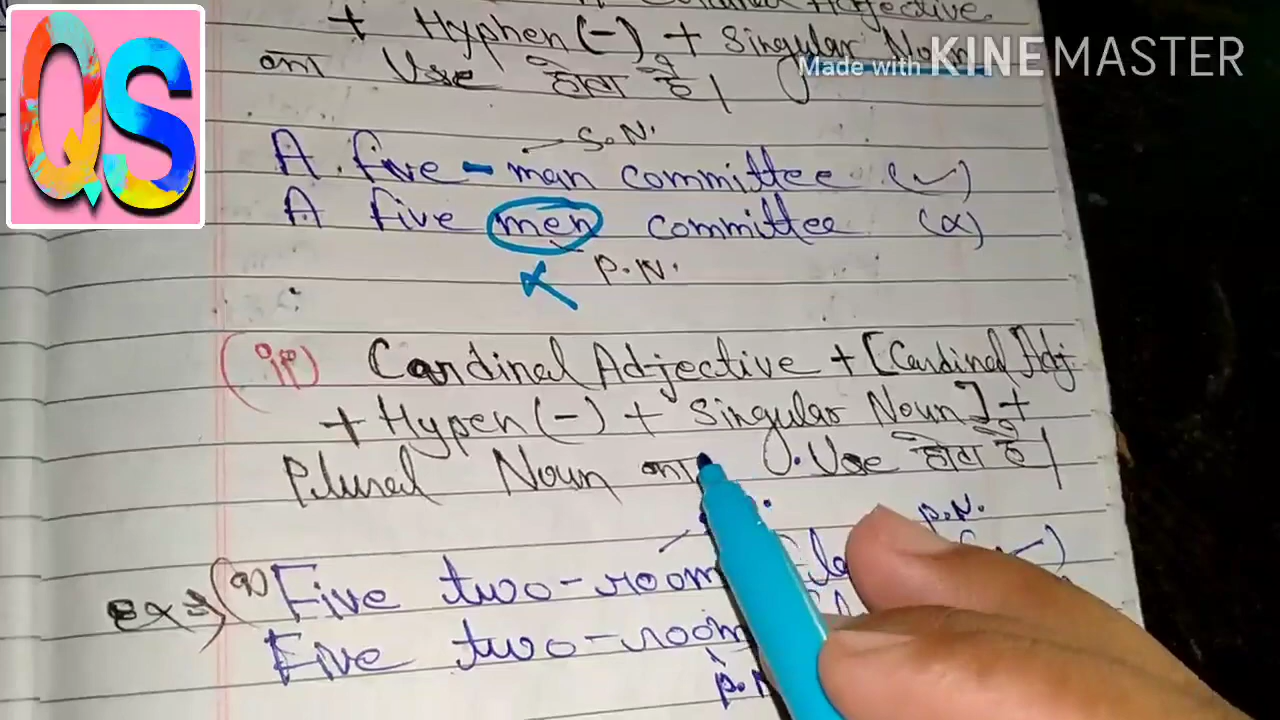 QS
+ Hyphen (-) + Singular Noun
Made with KINEMASTER
का Use होता है।
S.N.
A five - man committee (✓)
A five men committee (x)
P.N.
(ii) Cardinal Adjective + [Cardinal Adj
+ Hypen (-) + Singular Noun] +
Plural Noun का Use होता है।
P.N.
ex⇒ (a) Five two-room
Five two-room
P.N